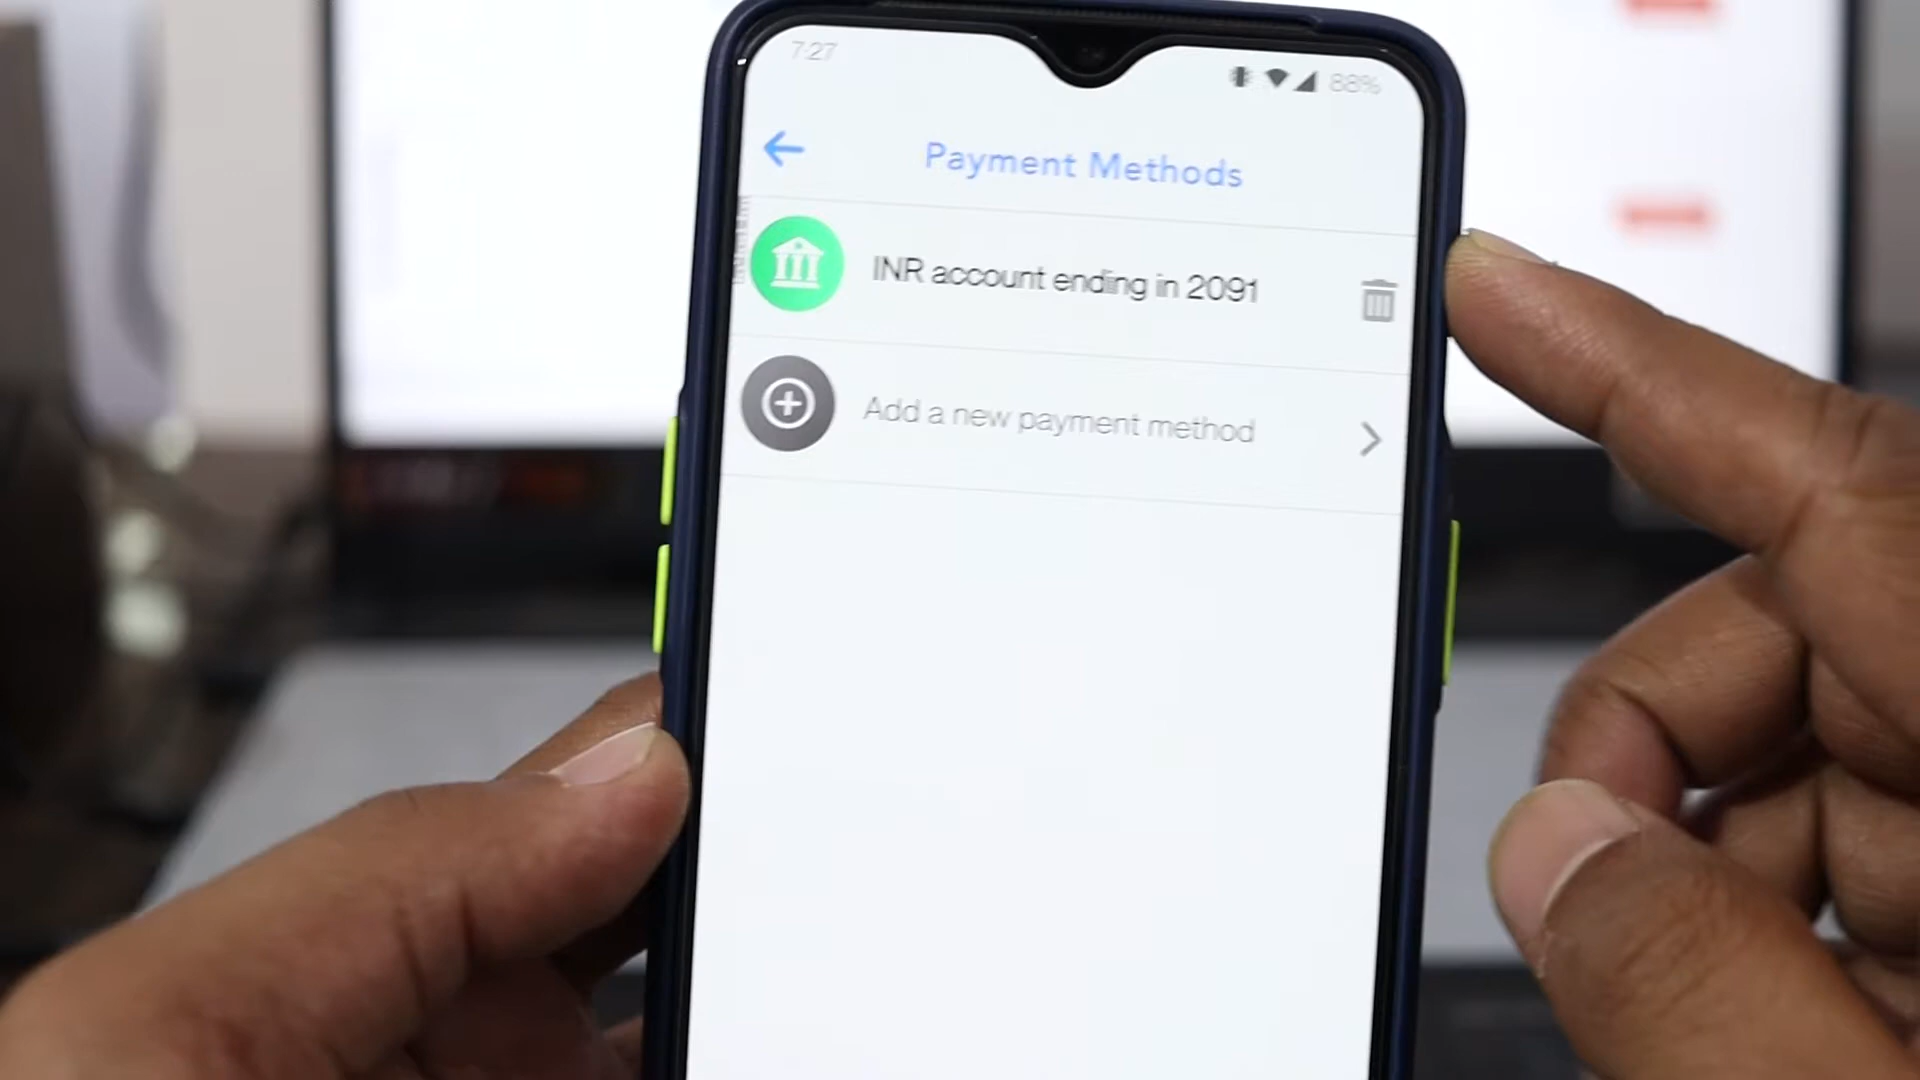 7:27
88%
Payment Methods
INR account ending in 2091
Add a new payment method